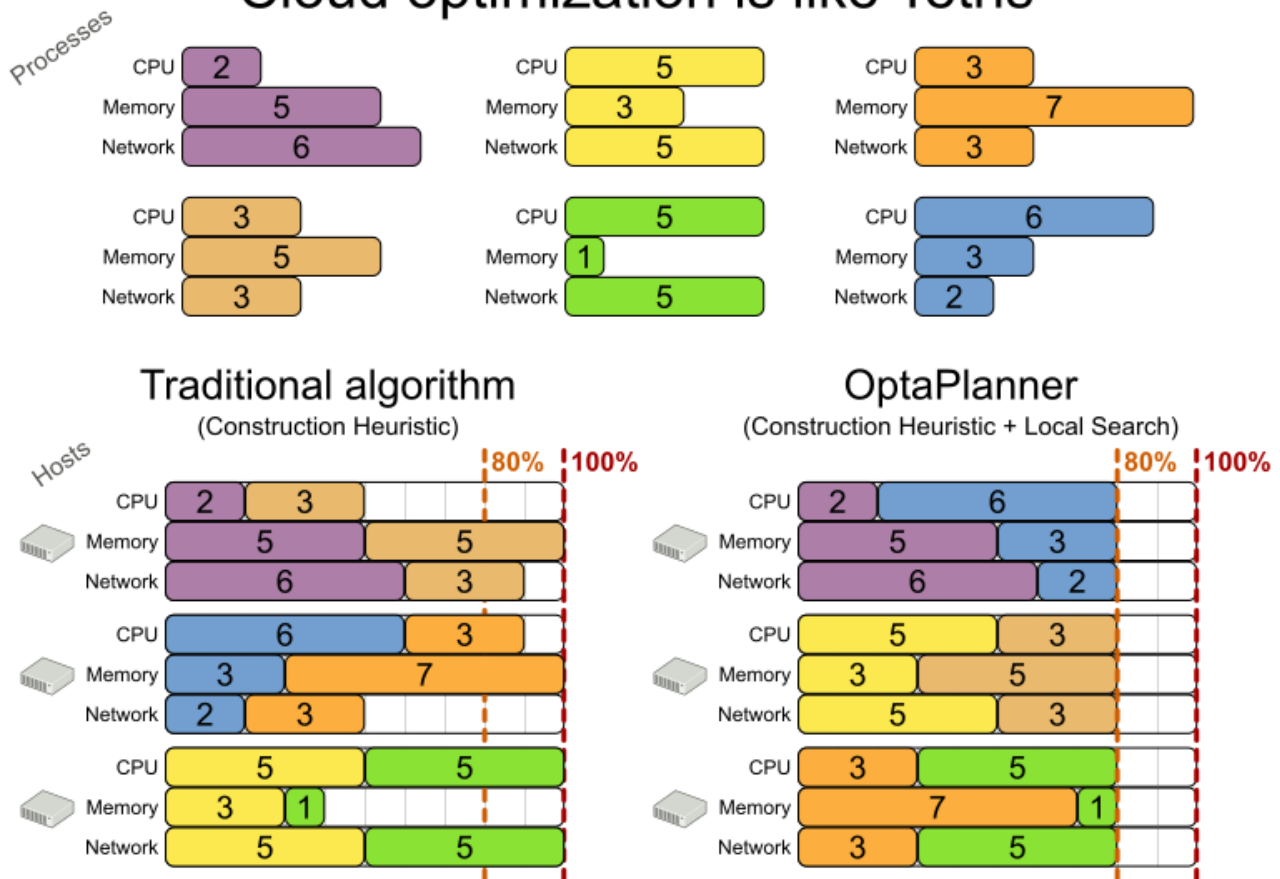 Cloud optimization is like Tetris
Processes
CPU 2 CPU 5 CPU 3
Memory 5 Memory 3 Memory 7
Network 6 Network 5 Network 3
CPU 3 CPU 5 CPU 6
Memory 5 Memory 1 Memory 3
Network 3 Network 5 Network 2
Traditional algorithm OptaPlanner
(Construction Heuristic) (Construction Heuristic + Local Search)
Hosts
80% 100% 80% 100%
CPU 2 3 CPU 2 6
Memory 5 5 Memory 5 3
Network 6 3 Network 6 2
CPU 6 3 CPU 5 3
Memory 3 7 Memory 3 5
Network 2 3 Network 5 3
CPU 5 5 CPU 3 5
Memory 3 1 Memory 7 1
Network 5 5 Network 3 5